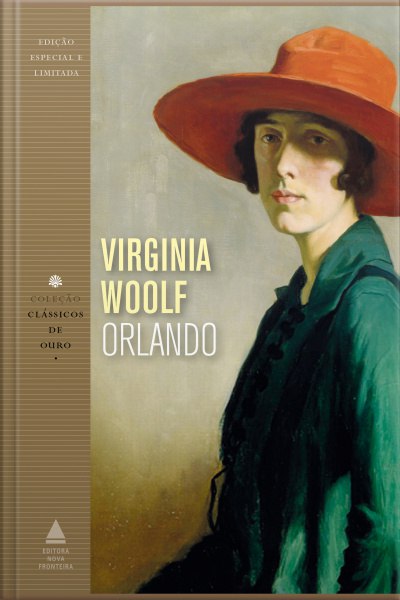 EDIÇÃO
ESPECIAL E
LIMITADA
VIRGINIA
WOOLF
ORLANDO
COLEÇÃO
CLÁSSICOS
DE
OURO
EDITORA
NOVA
FRONTEIRA